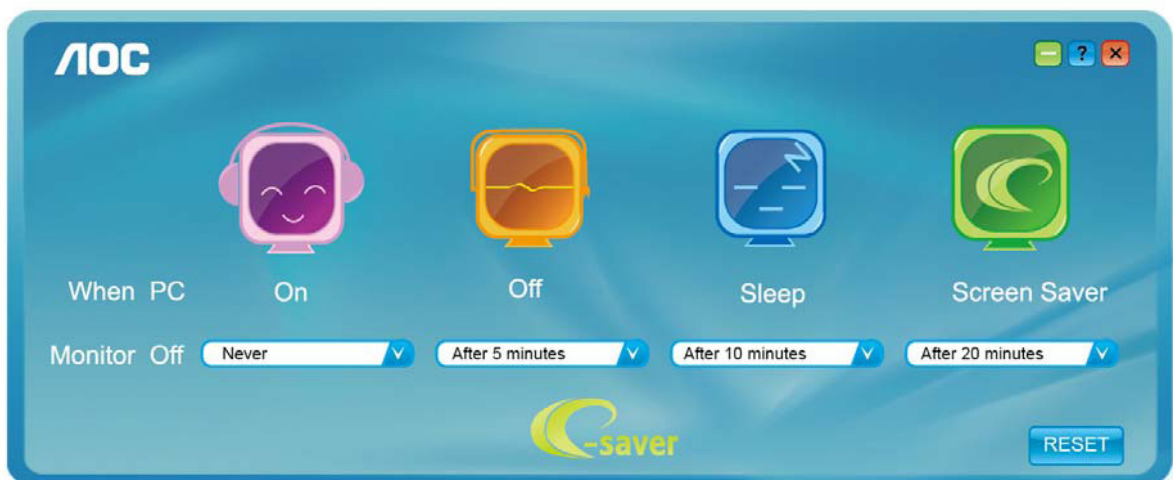 AOC
?
When PC On Off Sleep Screen Saver
Monitor Off Never After 5 minutes After 10 minutes After 20 minutes
e-saver
RESET